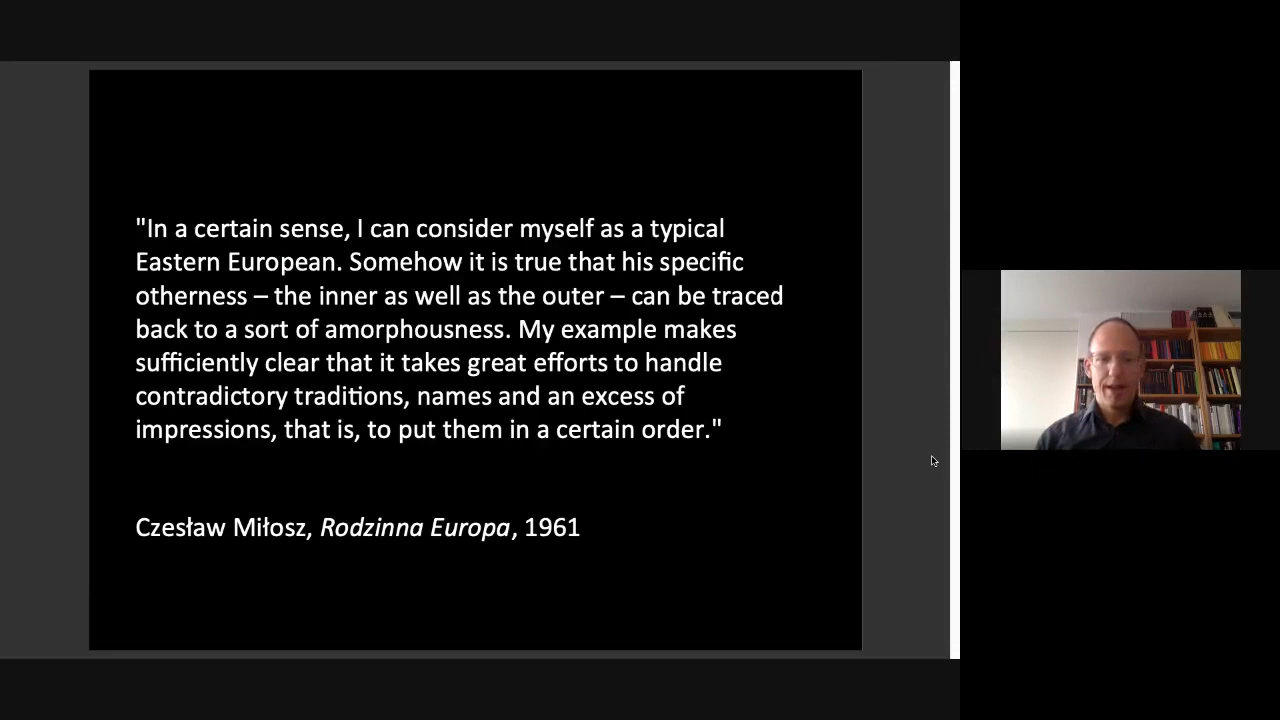 "In a certain sense, I can consider myself as a typical
Eastern European. Somehow it is true that his specific
otherness – the inner as well as the outer – can be traced
back to a sort of amorphousness. My example makes
sufficiently clear that it takes great efforts to handle
contradictory traditions, names and an excess of
impressions, that is, to put them in a certain order."
Czesław Miłosz, Rodzinna Europa, 1961